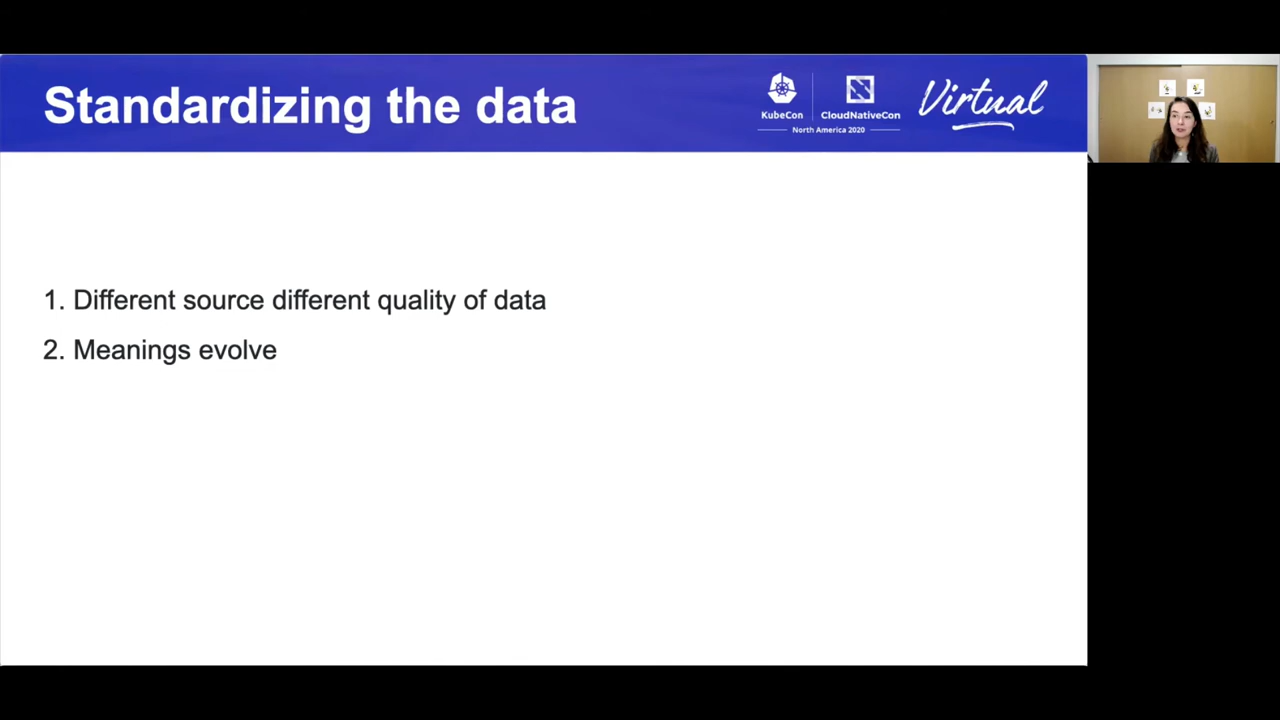 Standardizing the data
KubeCon
CloudNativeCon
North America 2020
Virtual
1. Different source different quality of data
2. Meanings evolve